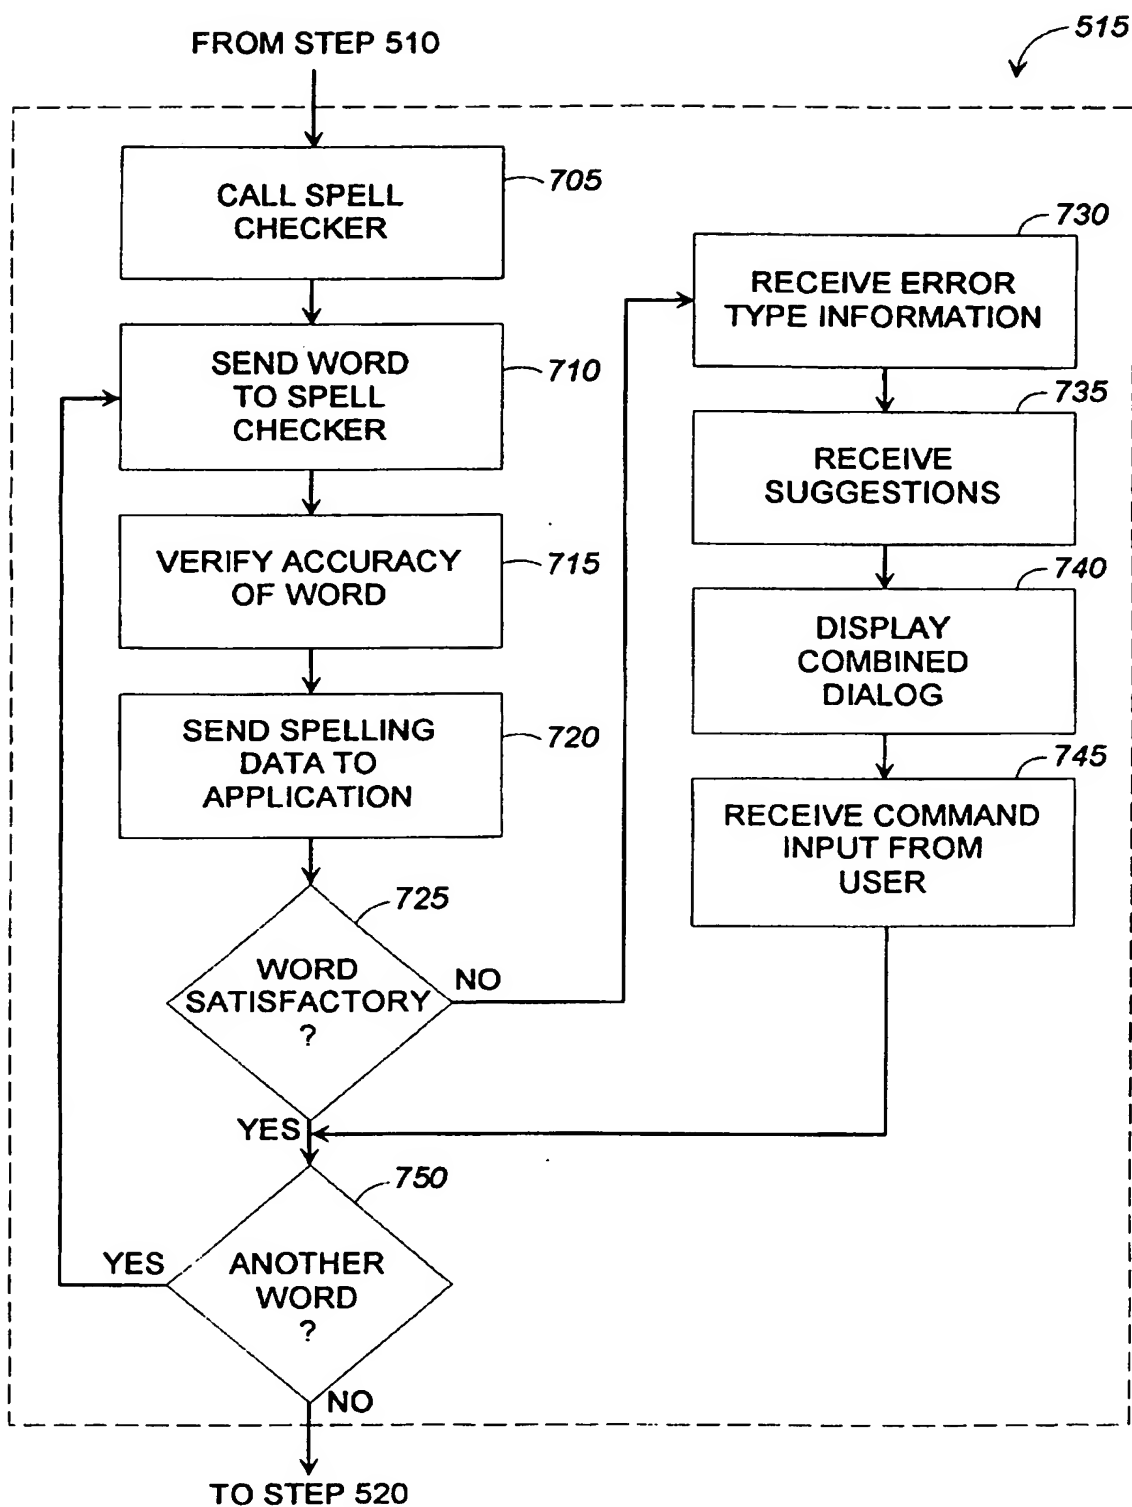 FROM STEP 510
515
CALL SPELL
CHECKER
705
SEND WORD
TO SPELL
CHECKER
710
VERIFY ACCURACY
OF WORD
715
SEND SPELLING
DATA TO
APPLICATION
720
725
WORD
SATISFACTORY
?
NO
YES
730
RECEIVE ERROR
TYPE INFORMATION
735
RECEIVE
SUGGESTIONS
740
DISPLAY
COMBINED
DIALOG
745
RECEIVE COMMAND
INPUT FROM
USER
750
YES
ANOTHER
WORD
?
NO
TO STEP 520